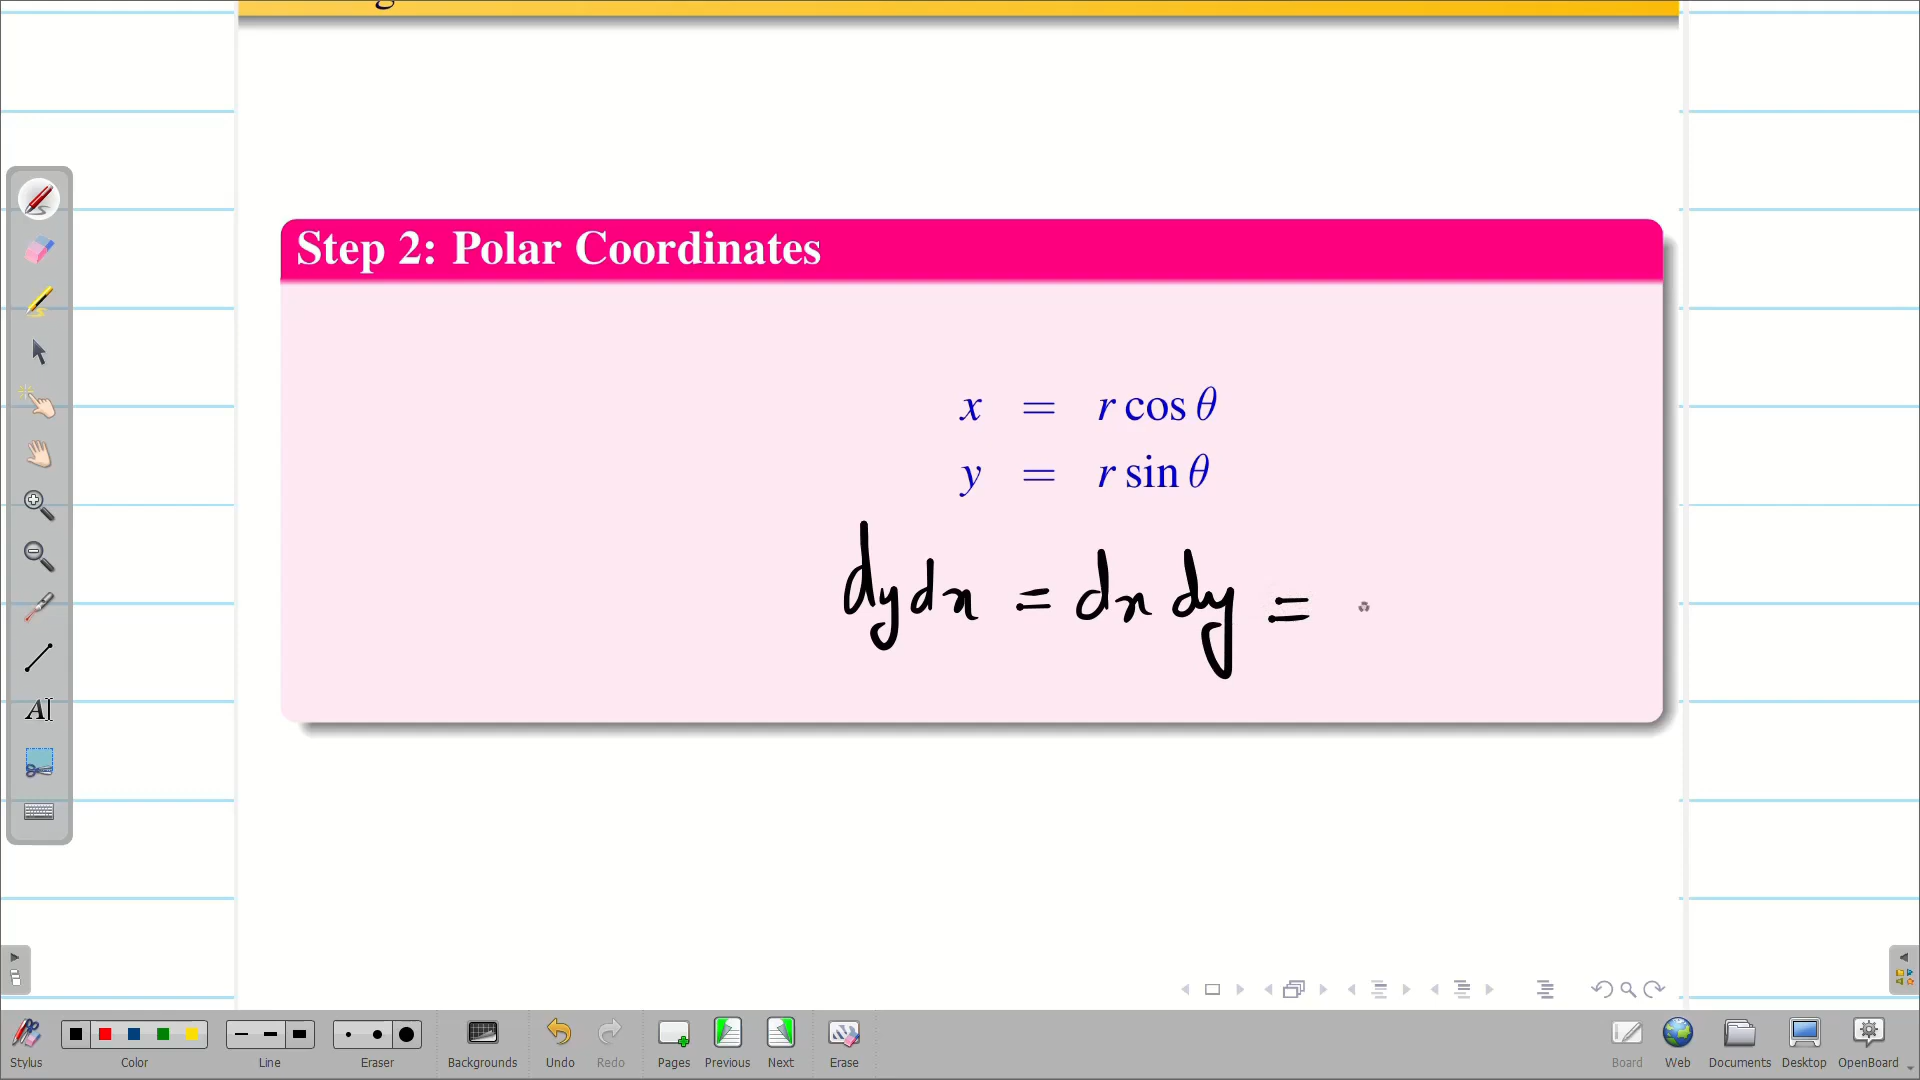 Step 2: Polar Coordinates
x = r cos θ
y = r sin θ
dy dx = dx dy =
AI
Stylus
Color
Line
Eraser
Backgrounds
Undo
Redo
Pages
Previous
Next
Erase
Board
Web
Documents
Desktop
OpenBoard